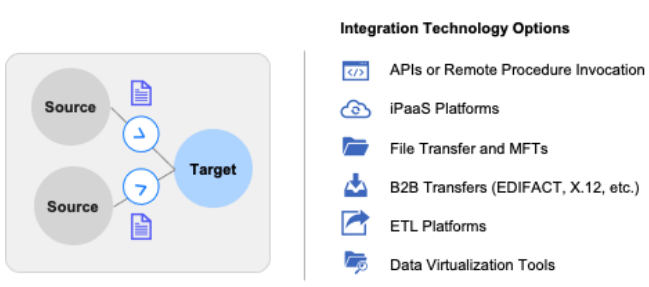 Integration Technology Options
Source
Source
Target
</> APIs or Remote Procedure Invocation
iPaaS Platforms
File Transfer and MFTs
B2B Transfers (EDIFACT, X.12, etc.)
ETL Platforms
Data Virtualization Tools